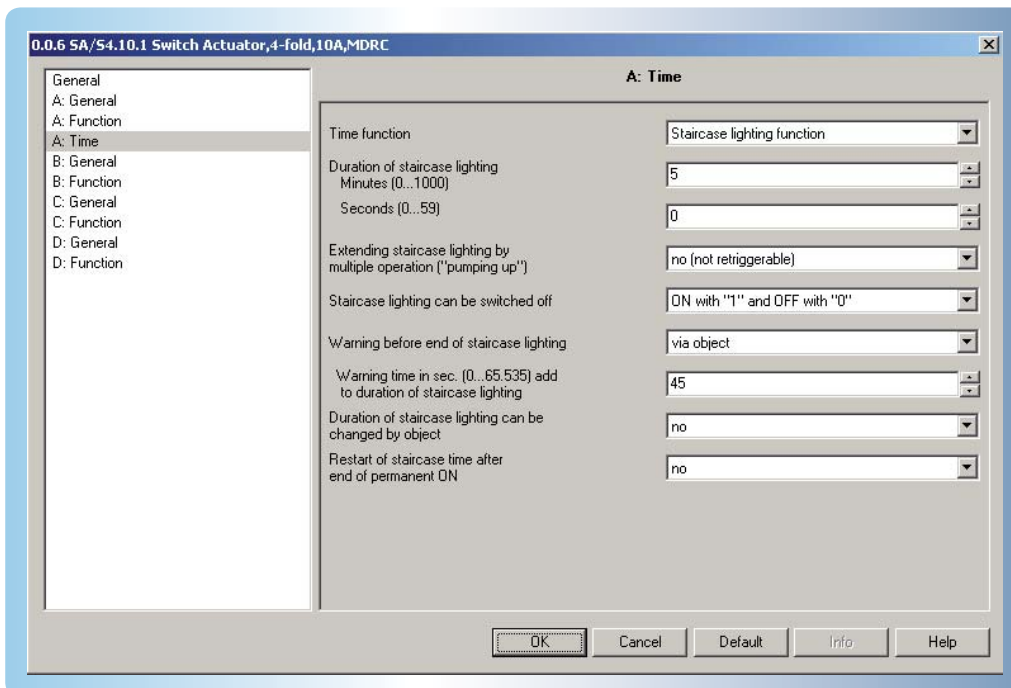 0.0.6 SA/S4.10.1 Switch Actuator,4-fold,10A,MDRC
General
A: General
A: Function
A: Time
B: General
B: Function
C: General
C: Function
D: General
D: Function
A: Time
Time function
Staircase lighting function
Duration of staircase lighting
Minutes (0...1000)
5
Seconds (0...59)
0
Extending staircase lighting by
multiple operation ("pumping up")
no (not retriggerable)
Staircase lighting can be switched off
ON with "1" and OFF with "0"
Warning before end of staircase lighting
via object
Warning time in sec. (0...65.535) add
to duration of staircase lighting
45
Duration of staircase lighting can be
changed by object
no
Restart of staircase time after
end of permanent ON
no
OK
Cancel
Default
Info
Help